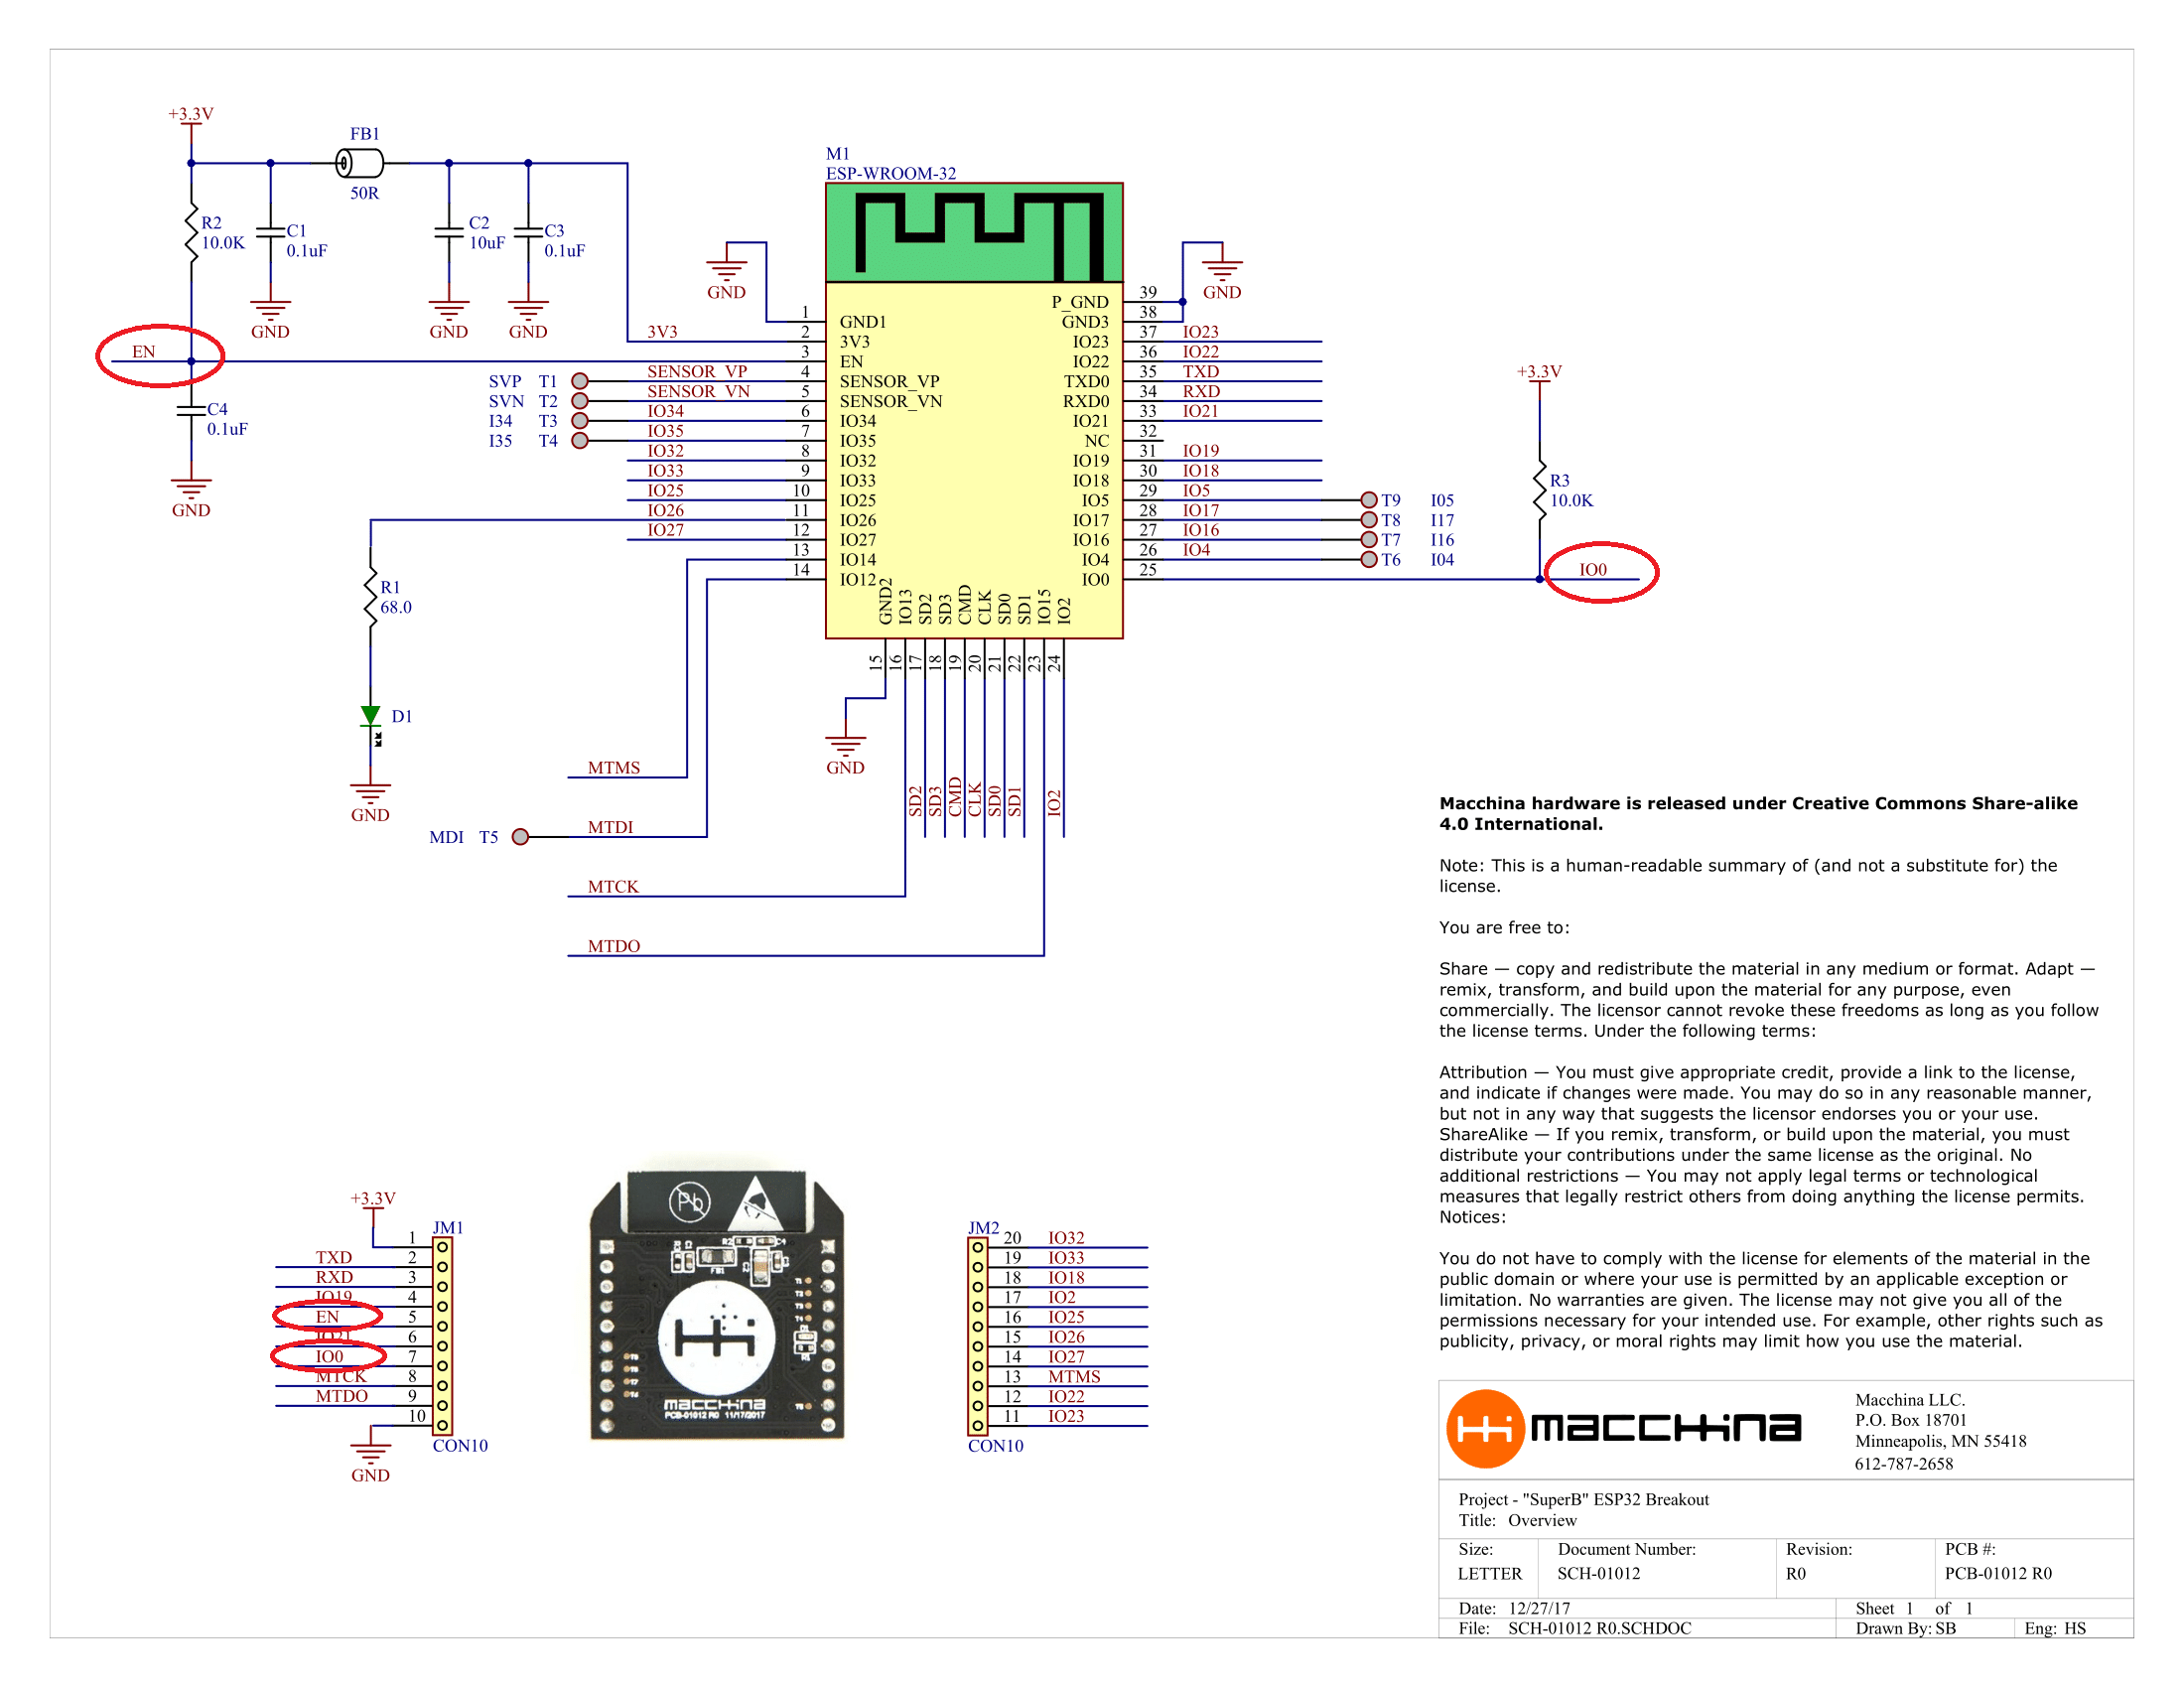 +3.3V
FB1
50R
R2
10.0K
C1
0.1uF
C2
10uF
C3
0.1uF
GND
GND
GND
EN
C4
0.1uF
GND
M1
ESP-WROOM-32
GND
GND
3V3
SENSOR_VP
SENSOR_VN
IO34
IO35
IO32
IO33
IO25
IO26
IO27
SVP T1
SVN T2
I34 T3
I35 T4
1 GND1
2 3V3
3 EN
4 SENSOR_VP
5 SENSOR_VN
6 IO34
7 IO35
8 IO32
9 IO33
10 IO25
11 IO26
12 IO27
13 IO14
14 IO12
P_GND 39
GND3 38
IO23 37 IO23
IO22 36 IO22
TXD0 35 TXD
RXD0 34 RXD
IO21 33 IO21
NC 32
IO19 31 IO19
IO18 30 IO18
IO5 29 IO5 T9 I05
IO17 28 IO17 T8 I17
IO16 27 IO16 T7 I16
IO4 26 IO4 T6 I04
IO0 25
+3.3V
R3
10.0K
IO0
GND2 IO13 SD2 SD3 CMD CLK SD0 SD1 IO15 IO2
15 16 17 18 19 20 21 22 23 24
SD2 SD3 CMD CLK SD0 SD1 IO2
GND
R1
68.0
D1
GND
MTMS
MDI T5 MTDI
MTCK
MTDO
Macchina hardware is released under Creative Commons Share-alike
4.0 International.
Note: This is a human-readable summary of (and not a substitute for) the
license.
You are free to:
Share — copy and redistribute the material in any medium or format. Adapt —
remix, transform, and build upon the material for any purpose, even
commercially. The licensor cannot revoke these freedoms as long as you follow
the license terms. Under the following terms:
Attribution — You must give appropriate credit, provide a link to the license,
and indicate if changes were made. You may do so in any reasonable manner,
but not in any way that suggests the licensor endorses you or your use.
ShareAlike — If you remix, transform, or build upon the material, you must
distribute your contributions under the same license as the original. No
additional restrictions — You may not apply legal terms or technological
measures that legally restrict others from doing anything the license permits.
Notices:
You do not have to comply with the license for elements of the material in the
public domain or where your use is permitted by an applicable exception or
limitation. No warranties are given. The license may not give you all of the
permissions necessary for your intended use. For example, other rights such as
publicity, privacy, or moral rights may limit how you use the material.
+3.3V
JM1
1
TXD 2
RXD 3
IO19 4
EN 5
IO21 6
IO0 7
MTCK 8
MTDO 9
10
GND
CON10
Pb
R2
C4
FB1
macchina
PCB-01012 R0 11/17/2017
JM2
20 IO32
19 IO33
18 IO18
17 IO2
16 IO25
15 IO26
14 IO27
13 MTMS
12 IO22
11 IO23
CON10
macchina
Macchina LLC.
P.O. Box 18701
Minneapolis, MN 55418
612-787-2658
Project - "SuperB" ESP32 Breakout
Title: Overview
Size: Document Number: Revision: PCB #:
LETTER SCH-01012 R0 PCB-01012 R0
Date: 12/27/17 Sheet 1 of 1
File: SCH-01012 R0.SCHDOC Drawn By: SB Eng: HS